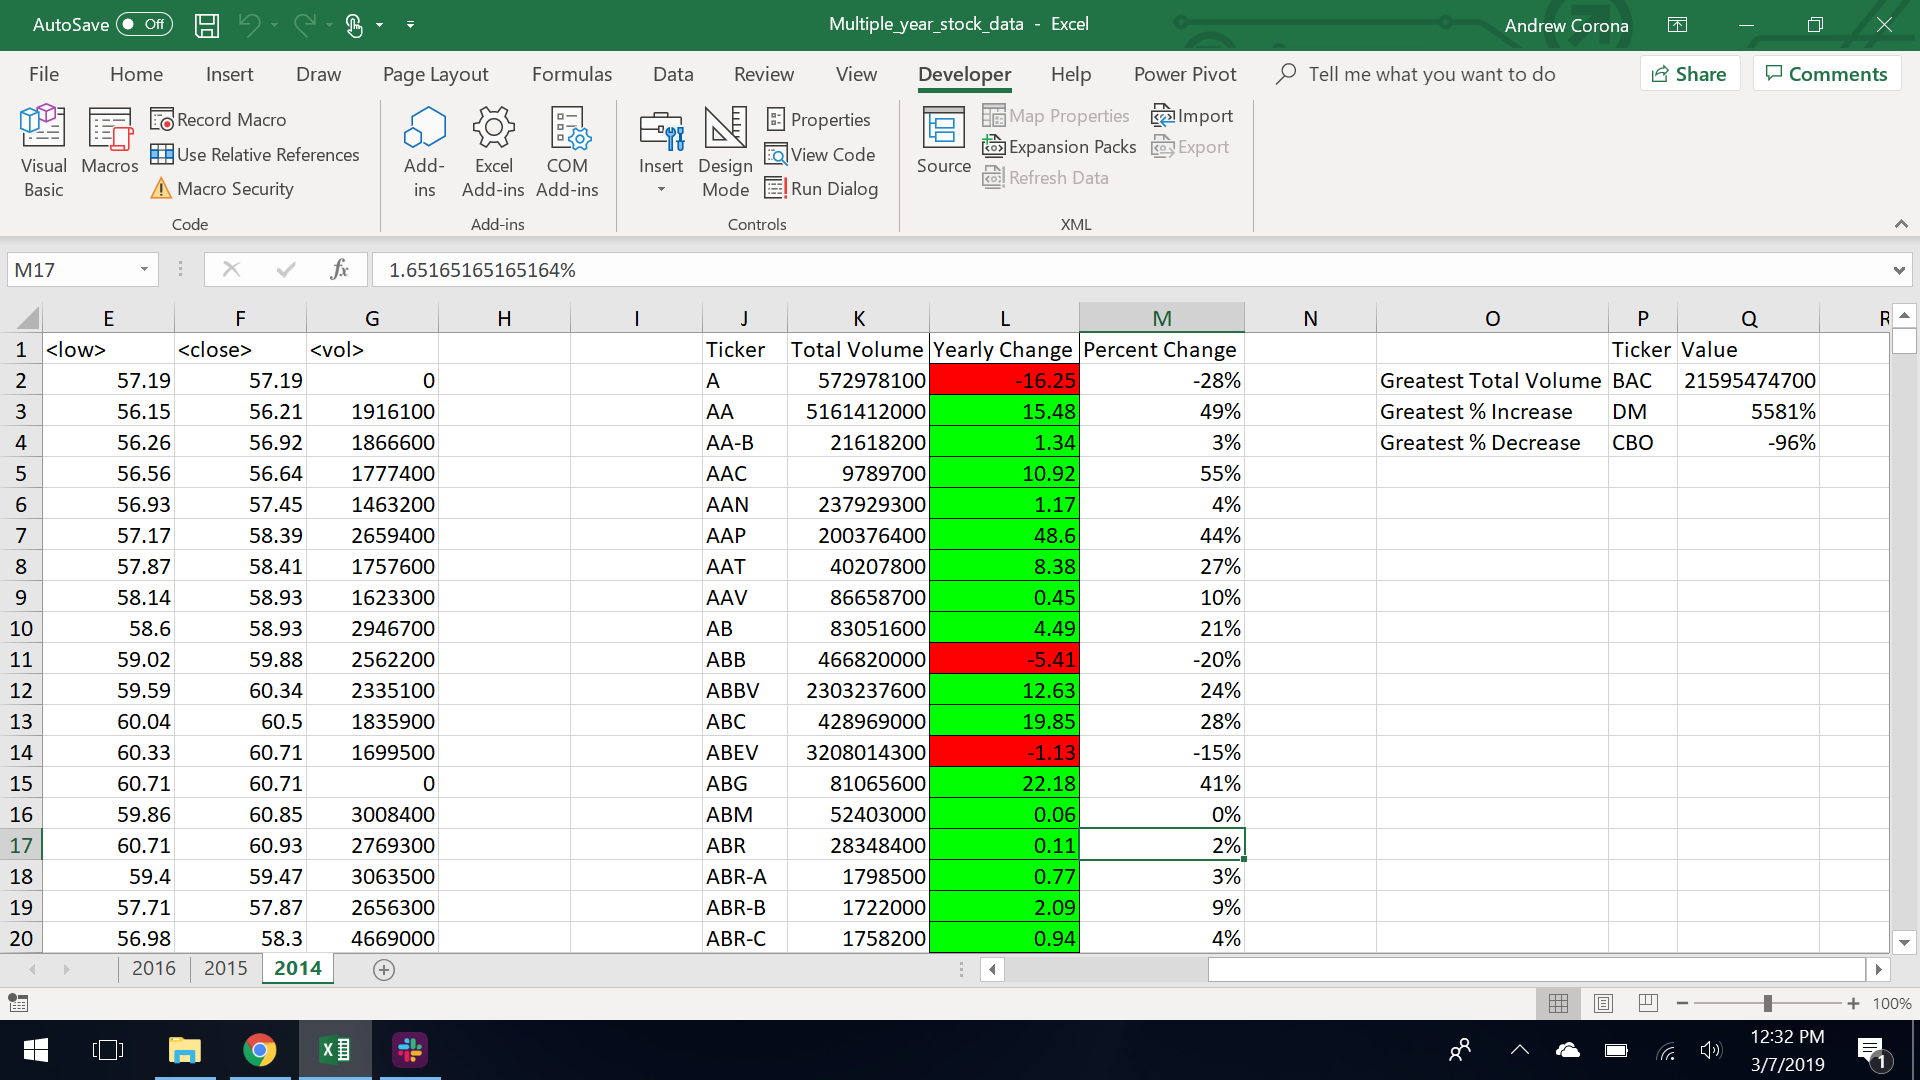 AutoSave Off Multiple_year_stock_data - Excel Andrew Corona
File Home Insert Draw Page Layout Formulas Data Review View Developer Help Power Pivot Tell me what you want to do Share Comments
Visual Basic
Macros
Record Macro
Use Relative References
Macro Security
Code
Add-ins
Excel Add-ins
COM Add-ins
Add-ins
Insert
Design Mode
Properties
View Code
Run Dialog
Controls
Source
Map Properties
Expansion Packs
Refresh Data
Import
Export
XML
M17 fx 1.65165165165164%
E F G H I J K L M N O P Q R
1 <low> <close> <vol> Ticker Total Volume Yearly Change Percent Change Ticker Value
2 57.19 57.19 0 A 572978100 -16.25 -28% Greatest Total Volume BAC 21595474700
3 56.15 56.21 1916100 AA 5161412000 15.48 49% Greatest % Increase DM 5581%
4 56.26 56.92 1866600 AA-B 21618200 1.34 3% Greatest % Decrease CBO -96%
5 56.56 56.64 1777400 AAC 9789700 10.92 55%
6 56.93 57.45 1463200 AAN 237929300 1.17 4%
7 57.17 58.39 2659400 AAP 200376400 48.6 44%
8 57.87 58.41 1757600 AAT 40207800 8.38 27%
9 58.14 58.93 1623300 AAV 86658700 0.45 10%
10 58.6 58.93 2946700 AB 83051600 4.49 21%
11 59.02 59.88 2562200 ABB 466820000 -5.41 -20%
12 59.59 60.34 2335100 ABBV 2303237600 12.63 24%
13 60.04 60.5 1835900 ABC 428969000 19.85 28%
14 60.33 60.71 1699500 ABEV 3208014300 -1.13 -15%
15 60.71 60.71 0 ABG 81065600 22.18 41%
16 59.86 60.85 3008400 ABM 52403000 0.06 0%
17 60.71 60.93 2769300 ABR 28348400 0.11 2%
18 59.4 59.47 3063500 ABR-A 1798500 0.77 3%
19 57.71 57.87 2656300 ABR-B 1722000 2.09 9%
20 56.98 58.3 4669000 ABR-C 1758200 0.94 4%
2016 2015 2014
100%
12:32 PM
3/7/2019
1